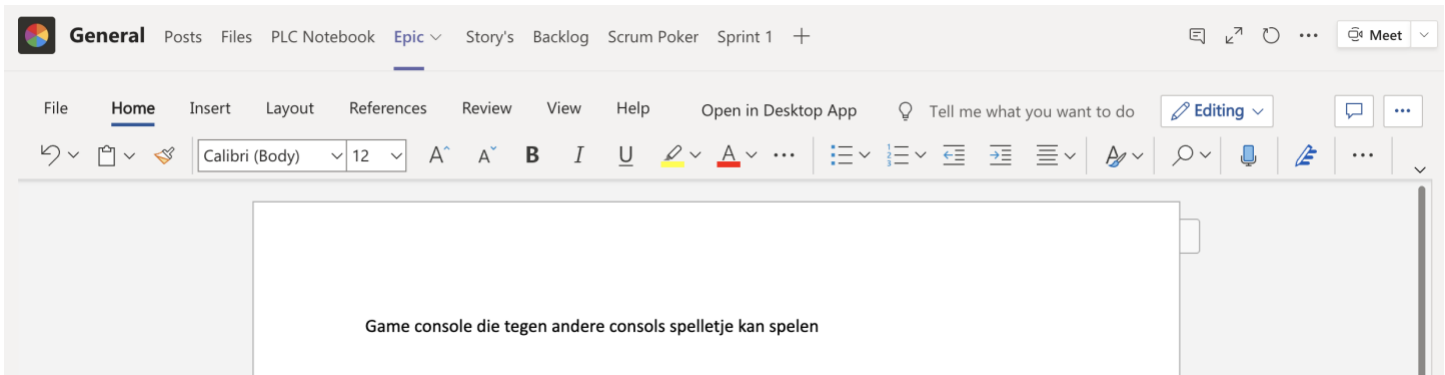 General Posts Files PLC Notebook Epic Story's Backlog Scrum Poker Sprint 1 Meet
File Home Insert Layout References Review View Help Open in Desktop App Tell me what you want to do Editing
Calibri (Body) 12 A A B I U A A
Game console die tegen andere consols spelletje kan spelen